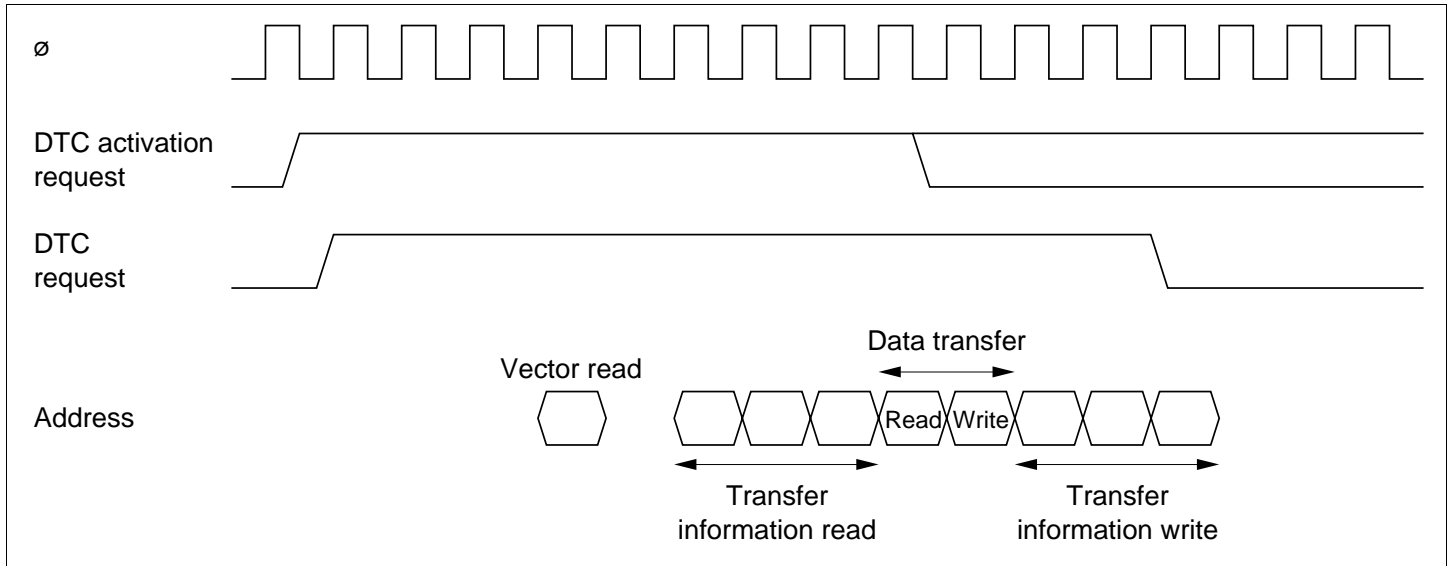 ø
DTC activation
request
DTC
request
Data transfer
Vector read
Address
Read
Write
Transfer
information read
Transfer
information write